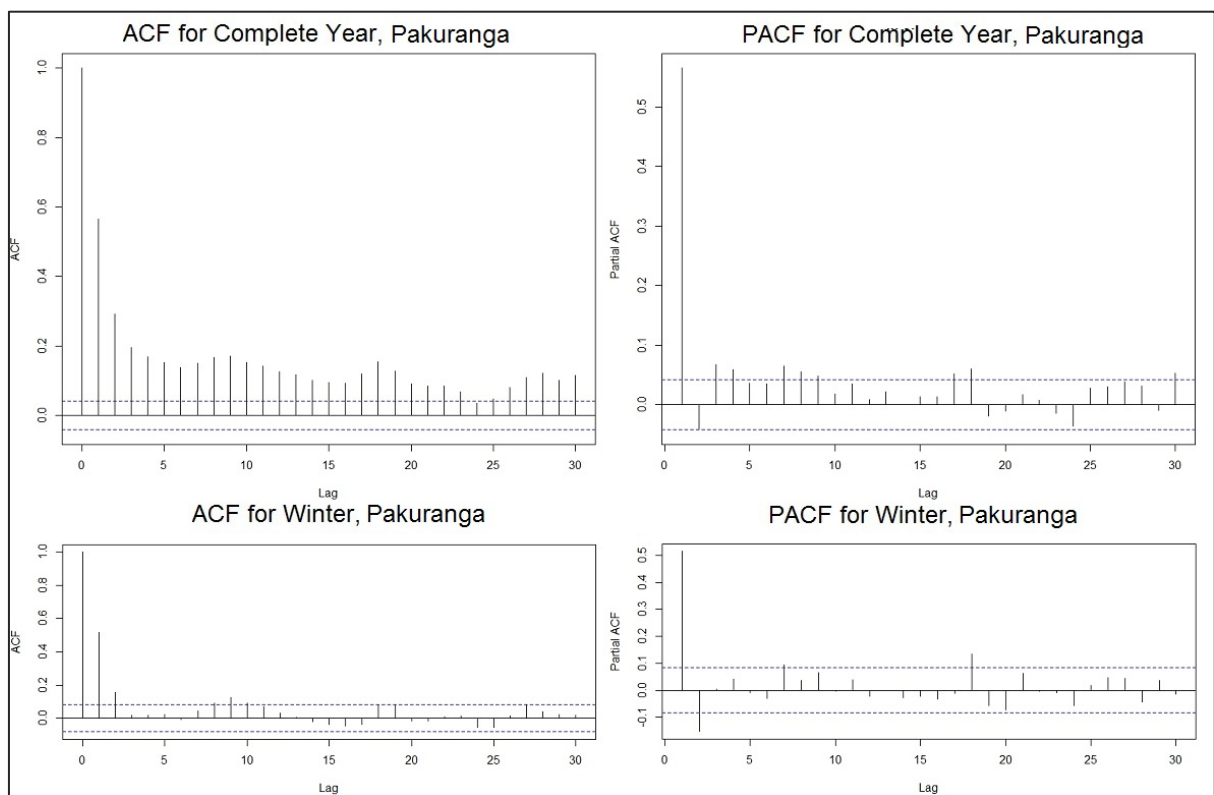 ACF for Complete Year, Pakuranga
PACF for Complete Year, Pakuranga
ACF
1.0
0.8
0.6
0.4
0.2
0.0
0 5 10 15 20 25 30
Lag
Partial ACF
0.5
0.4
0.3
0.2
0.1
0.0
0 5 10 15 20 25 30
Lag
ACF for Winter, Pakuranga
PACF for Winter, Pakuranga
ACF
1.0
0.8
0.6
0.4
0.2
0.0
0 5 10 15 20 25 30
Lag
Partial ACF
0.5
0.4
0.3
0.2
0.1
0.0
-0.1
0 5 10 15 20 25 30
Lag